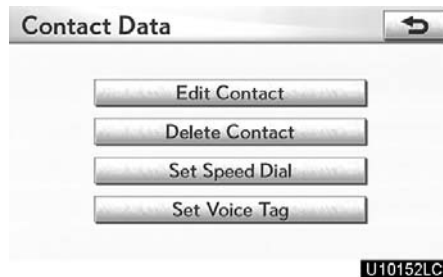 Contact Data
Edit Contact
Delete Contact
Set Speed Dial
Set Voice Tag
U10152LC